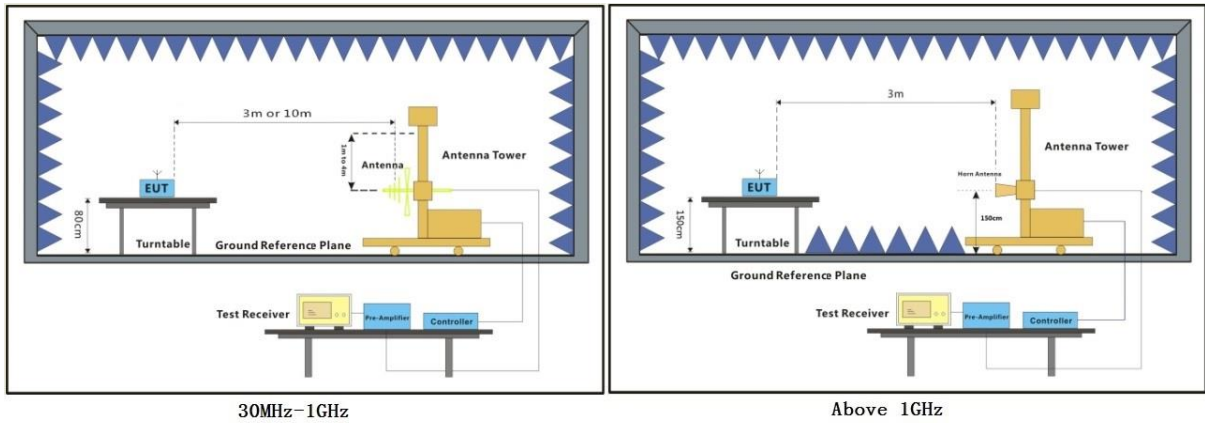 3m or 10m
1m to 4m
Antenna
Antenna Tower
EUT
80cm
Turntable
Ground Reference Plane
Test Receiver
Pre-Amplifier
Controller
30MHz-1GHz
3m
Antenna Tower
Horn Antenna
EUT
150cm
150cm
Turntable
Ground Reference Plane
Test Receiver
Pre-Amplifier
Controller
Above 1GHz